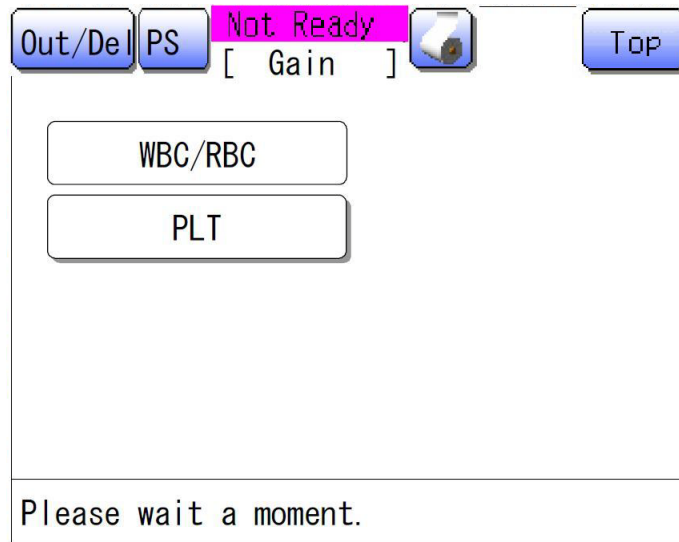 Out/Del PS Not Ready Top
[ Gain ]
WBC/RBC
PLT
Please wait a moment.